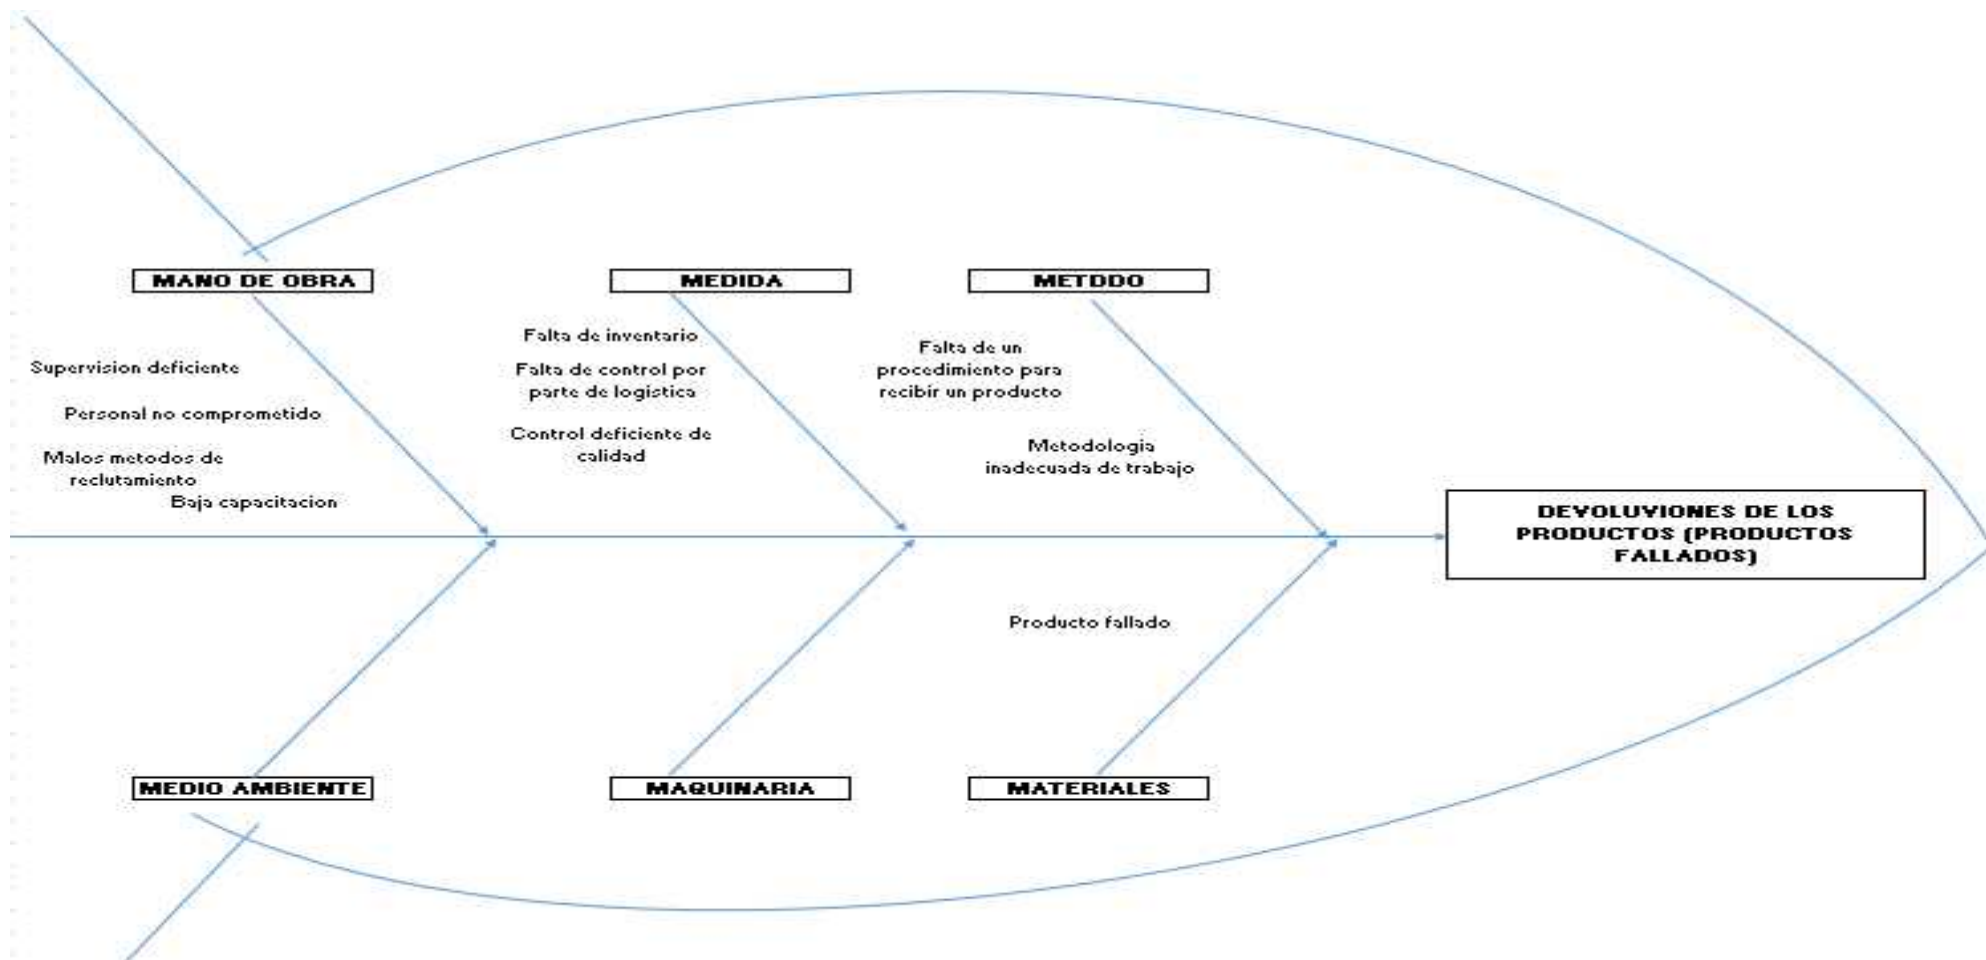 MANO DE OBRA
MEDIDA
METODO
Falta de inventario
Falta de un
procedimiento para
recibir un producto
Supervision deficiente
Falta de control por
parte de logistica
Personal no comprometido
Control deficiente de
calidad
Metodologia
inadecuada de trabajo
Malos metodos de
reclutamiento
Baja capacitacion
DEVOLUVIONES DE LOS
PRODUCTOS (PRODUCTOS
FALLADOS)
Producto fallado
MEDIO AMBIENTE
MAQUINARIA
MATERIALES